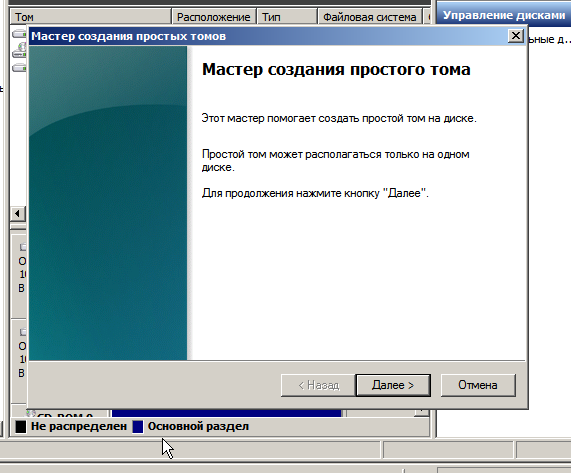 Том Расположение Тип Файловая система
Управление дисками
Мастер создания простых томов
ьные д...
Мастер создания простого тома
Этот мастер помогает создать простой том на диске.
Простой том может располагаться только на одном
диске.
Для продолжения нажмите кнопку "Далее".
О
10
В
О
10
В
< Назад Далее > Отмена
CD-ROM 0
Не распределен Основной раздел